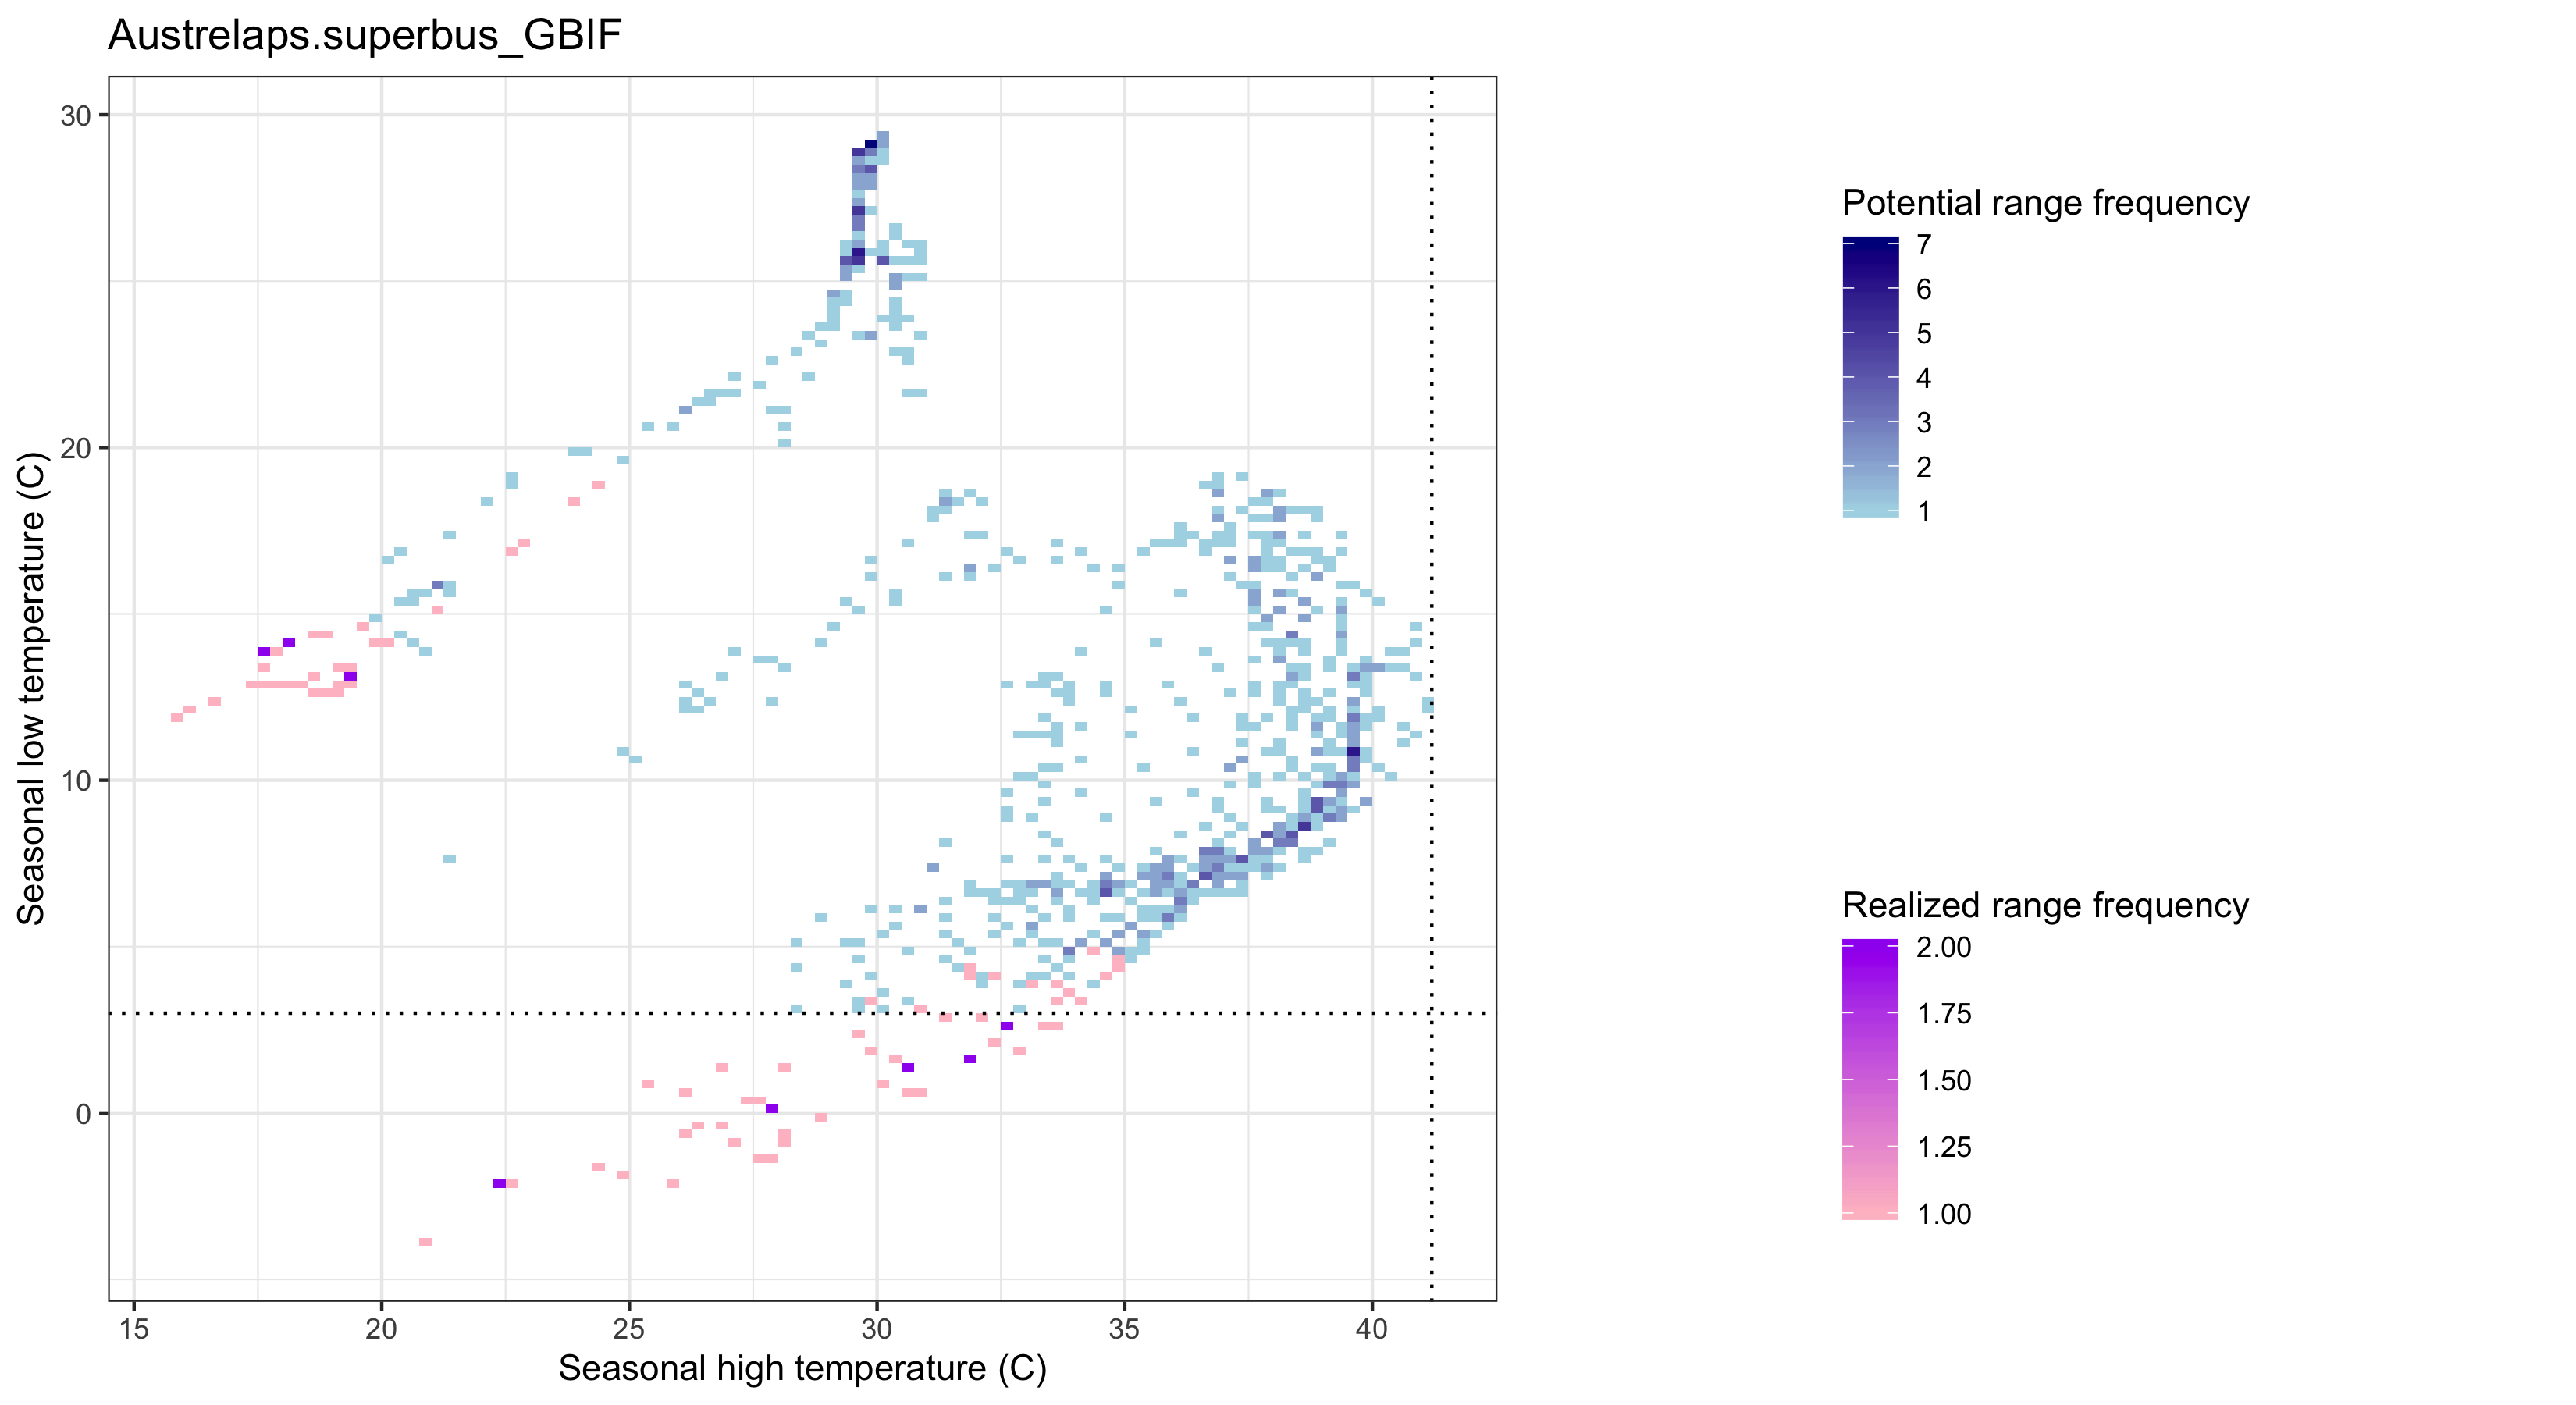 Austrelaps.superbus_GBIF
30
20
10
0
Seasonal low temperature (C)
15 20 25 30 35 40
Seasonal high temperature (C)
Potential range frequency
7
6
5
4
3
2
1
Realized range frequency
2.00
1.75
1.50
1.25
1.00